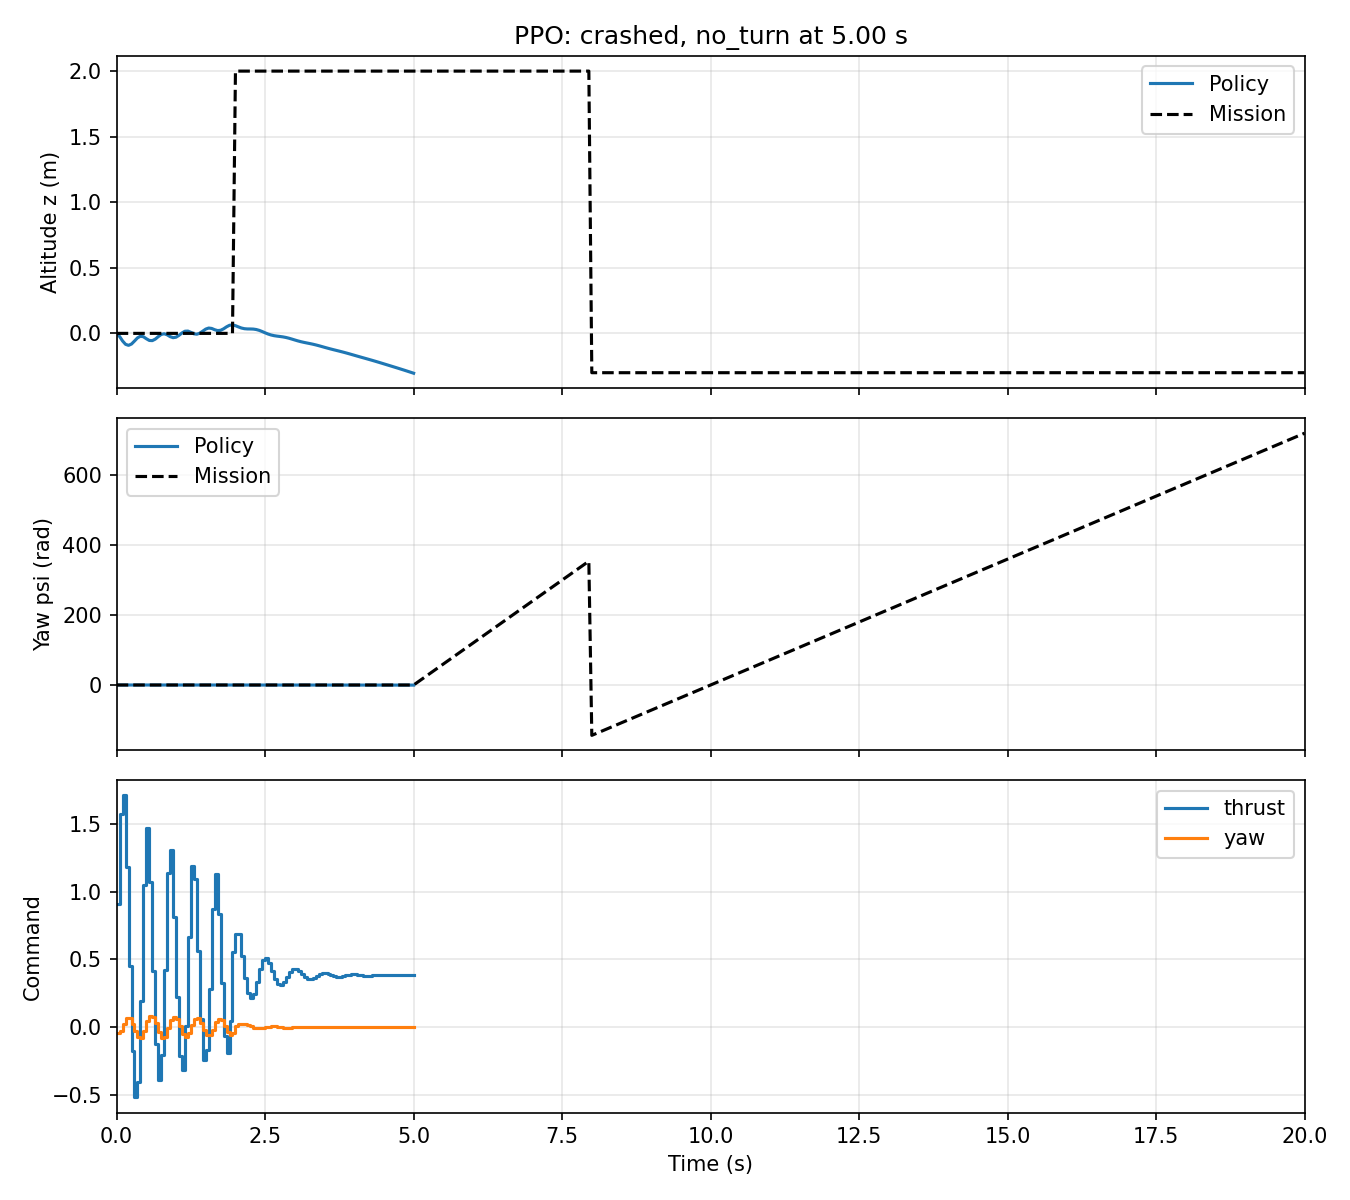 PPO: crashed, no_turn at 5.00 s
Altitude z (m)
2.0
1.5
1.0
0.5
0.0
Policy
Mission
Yaw psi (rad)
600
400
200
0
Policy
Mission
Command
1.5
1.0
0.5
0.0
−0.5
thrust
yaw
0.0 2.5 5.0 7.5 10.0 12.5 15.0 17.5 20.0
Time (s)